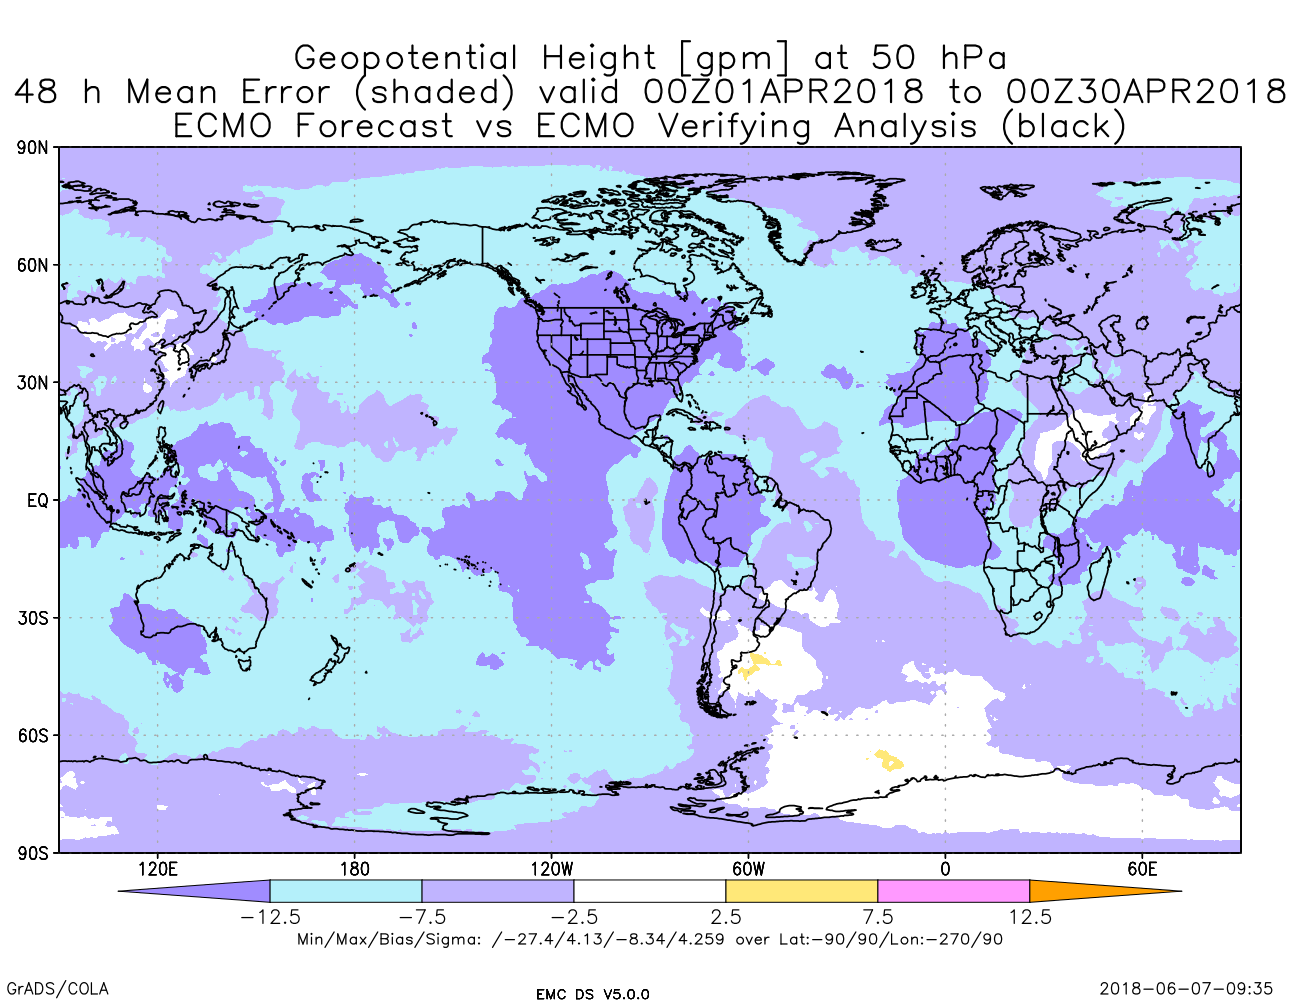 Geopotential Height [gpm] at 50 hPa
48 h Mean Error (shaded) valid 00Z01APR2018 to 00Z30APR2018
ECMO Forecast vs ECMO Verifying Analysis (black)
90N
60N
30N
EQ
30S
60S
90S
120E 180 120W 60W 0 60E
−12.5 −7.5 −2.5 2.5 7.5 12.5
Min/Max/Bias/Sigma: /−27.4/4.13/−8.34/4.259 over Lat:−90/90/Lon:−270/90
GrADS/COLA EMC DS V5.0.0 2018−06−07−09:35